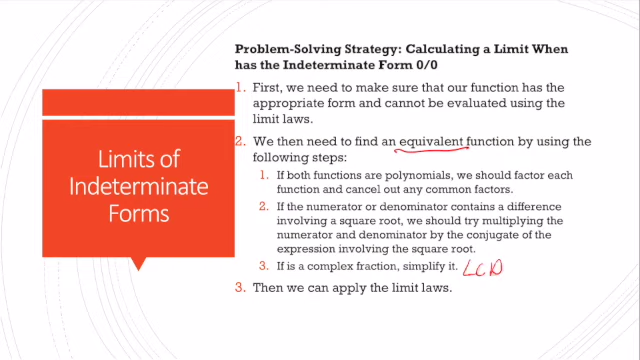 Problem-Solving Strategy: Calculating a Limit When
has the Indeterminate Form 0/0
1. First, we need to make sure that our function has the
appropriate form and cannot be evaluated using the
limit laws.
2. We then need to find an equivalent function by using the
following steps:
1. If both functions are polynomials, we should factor each
function and cancel out any common factors.
2. If the numerator or denominator contains a difference
involving a square root, we should try multiplying the
numerator and denominator by the conjugate of the
expression involving the square root.
3. If is a complex fraction, simplify it. LCD
3. Then we can apply the limit laws.
Limits of
Indeterminate
Forms